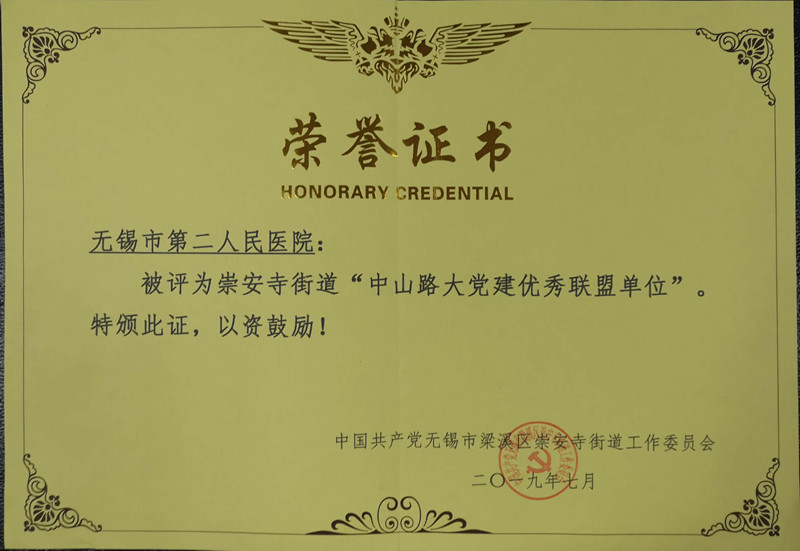 荣誉证书
HONORARY CREDENTIAL
无锡市第二人民医院：
被评为崇安寺街道“中山路大党建优秀联盟单位”。
特颁此证，以资鼓励！
中国共产党无锡市梁溪区崇安寺街道工作委员会
二〇一九年七月